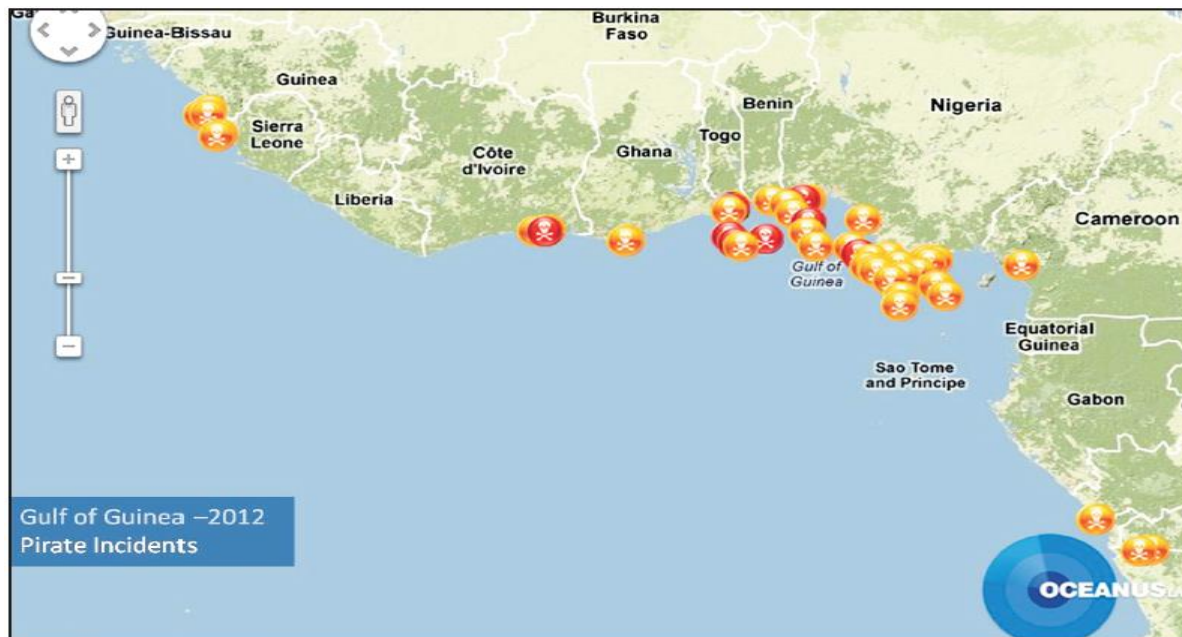 Burkina
Faso
Guinea-Bissau
Guinea
Benin
Nigeria
Sierra
Leone
Togo
Côte
d'Ivoire
Ghana
Liberia
Cameroon
Gulf of
Guinea
Equatorial
Guinea
Sao Tome
and Principe
Gabon
Gulf of Guinea –2012
Pirate Incidents
OCEANUS